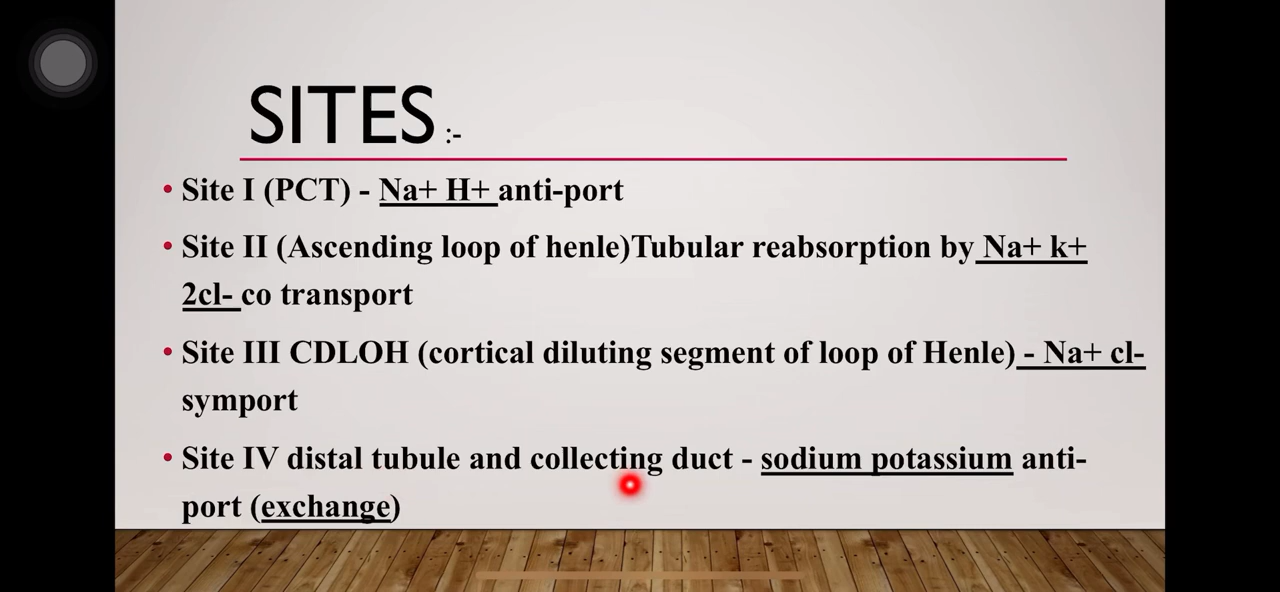 SITES :-
• Site I (PCT) - Na+ H+ anti-port
• Site II (Ascending loop of henle)Tubular reabsorption by Na+ k+
2cl- co transport
• Site III CDLOH (cortical diluting segment of loop of Henle) - Na+ cl-
symport
• Site IV distal tubule and collecting duct - sodium potassium anti-
port (exchange)